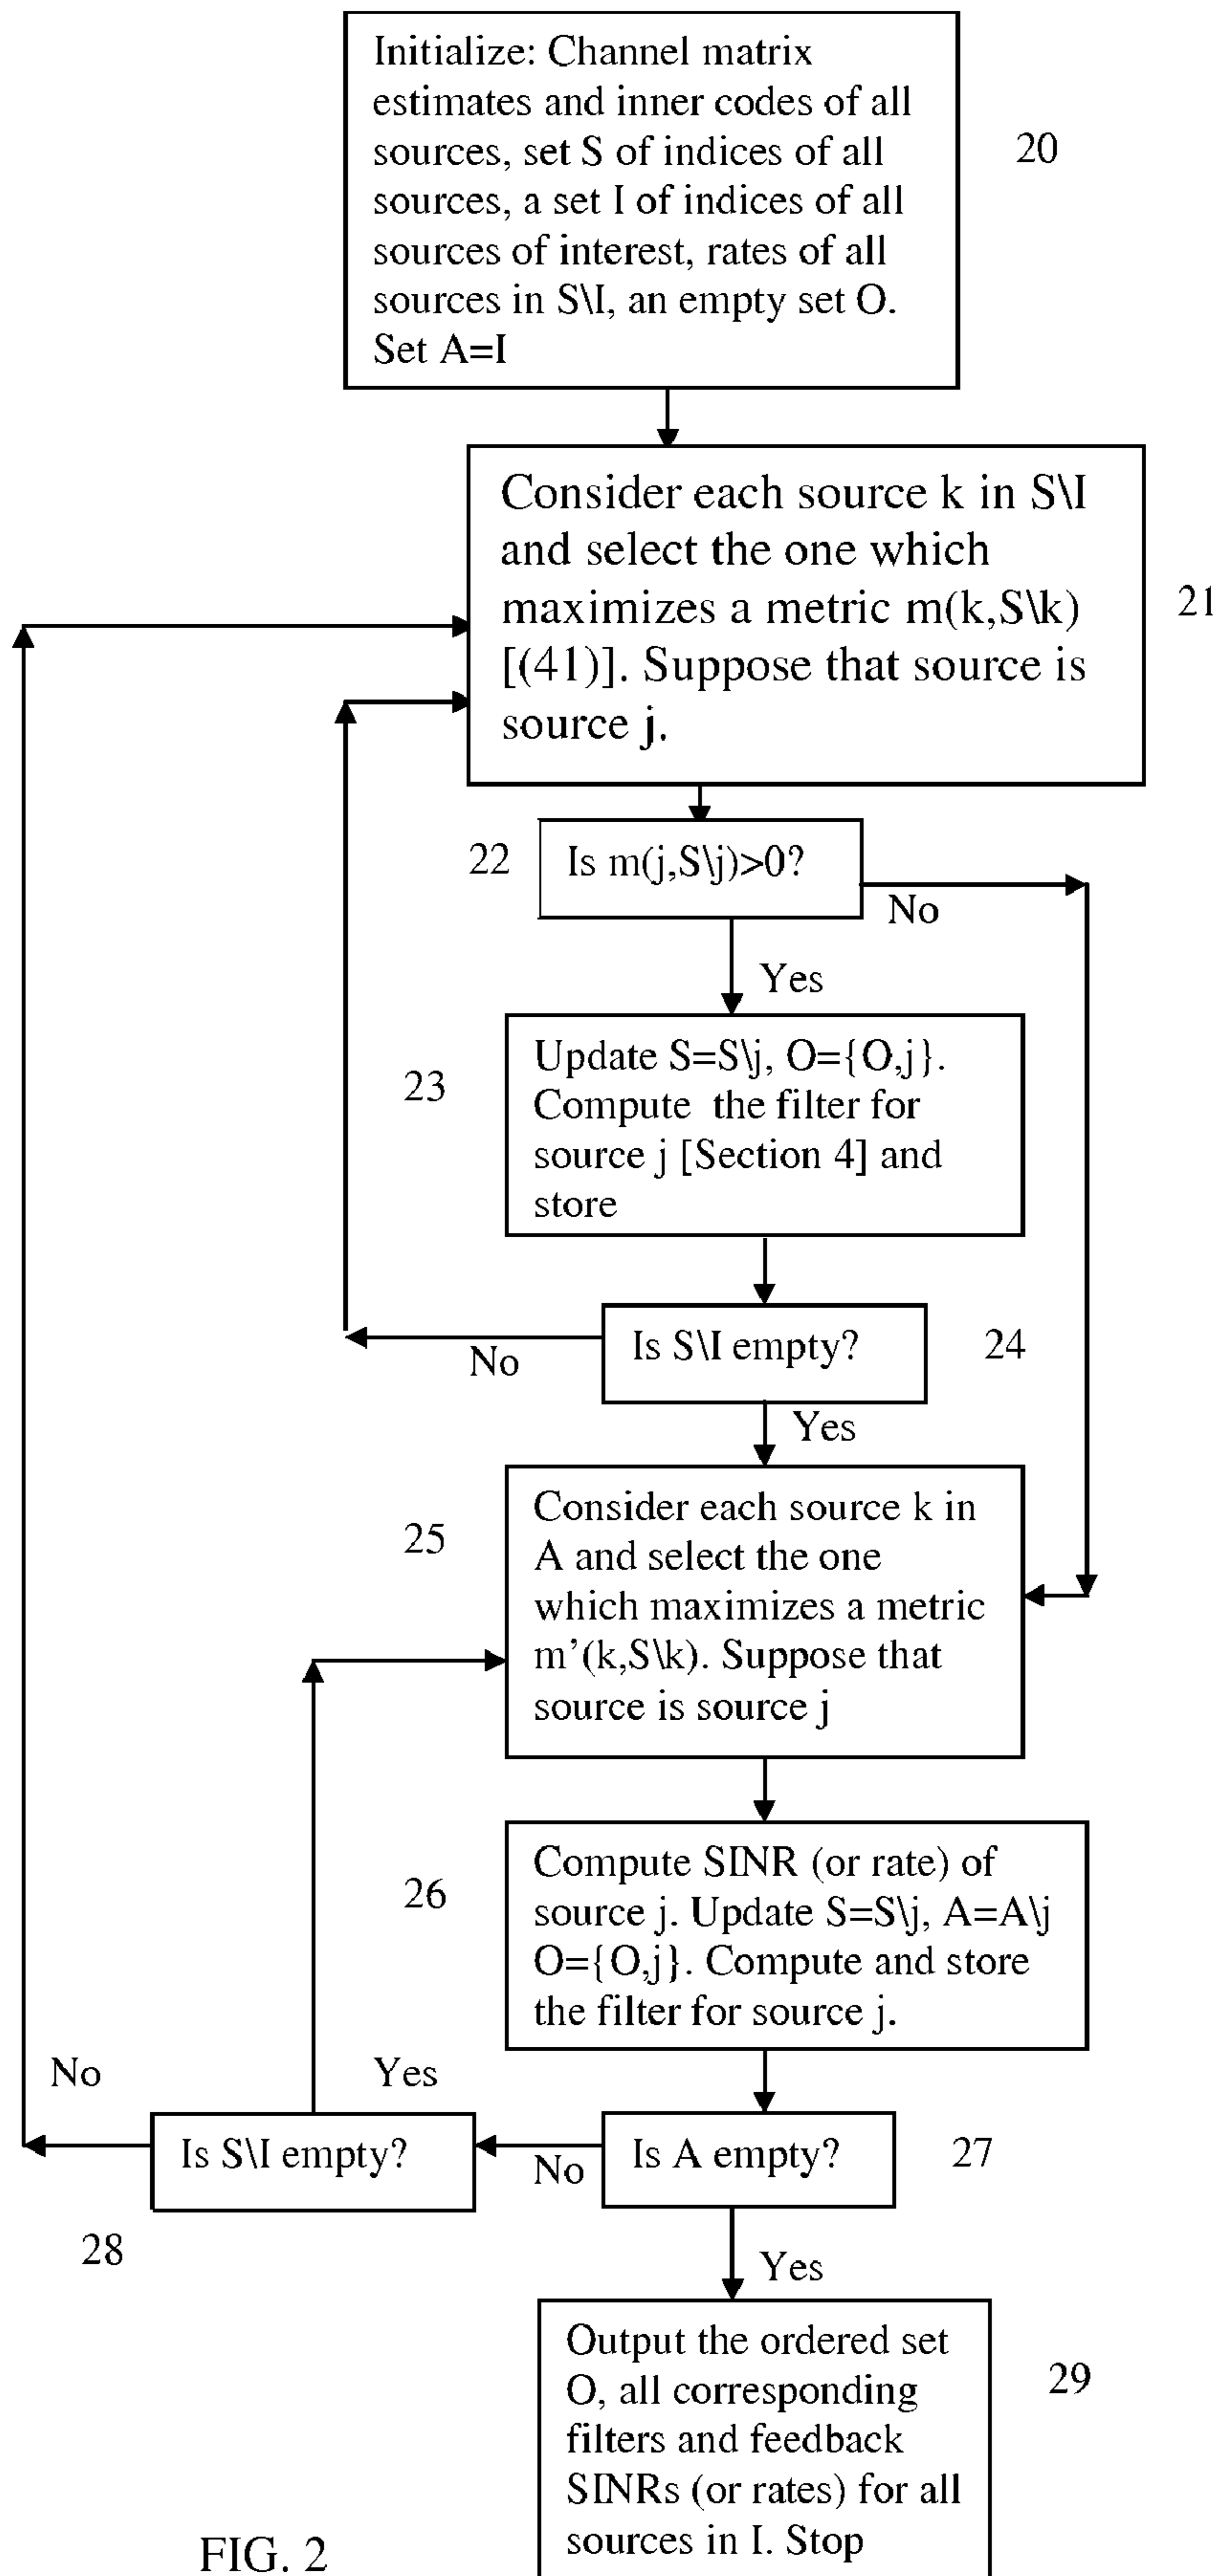 Initialize: Channel matrix
estimates and inner codes of all
sources, set S of indices of all
sources, a set I of indices of all
sources of interest, rates of all
sources in S\I, an empty set O.
Set A=I
20
Consider each source k in S\I
and select the one which
maximizes a metric m(k,S\k)
[(41)]. Suppose that source is
source j.
21
22
Is m(j,S\j)>0?
No
Yes
23
Update S=S\j, O={O,j}.
Compute the filter for
source j [Section 4] and
store
Is S\I empty?
24
No
Yes
25
Consider each source k in
A and select the one
which maximizes a metric
m’(k,S\k). Suppose that
source is source j
26
Compute SINR (or rate) of
source j. Update S=S\j, A=A\j
O={O,j}. Compute and store
the filter for source j.
No
Yes
Is S\I empty?
No
Is A empty?
27
28
Yes
Output the ordered set
O, all corresponding
filters and feedback
SINRs (or rates) for all
sources in I. Stop
29
FIG. 2